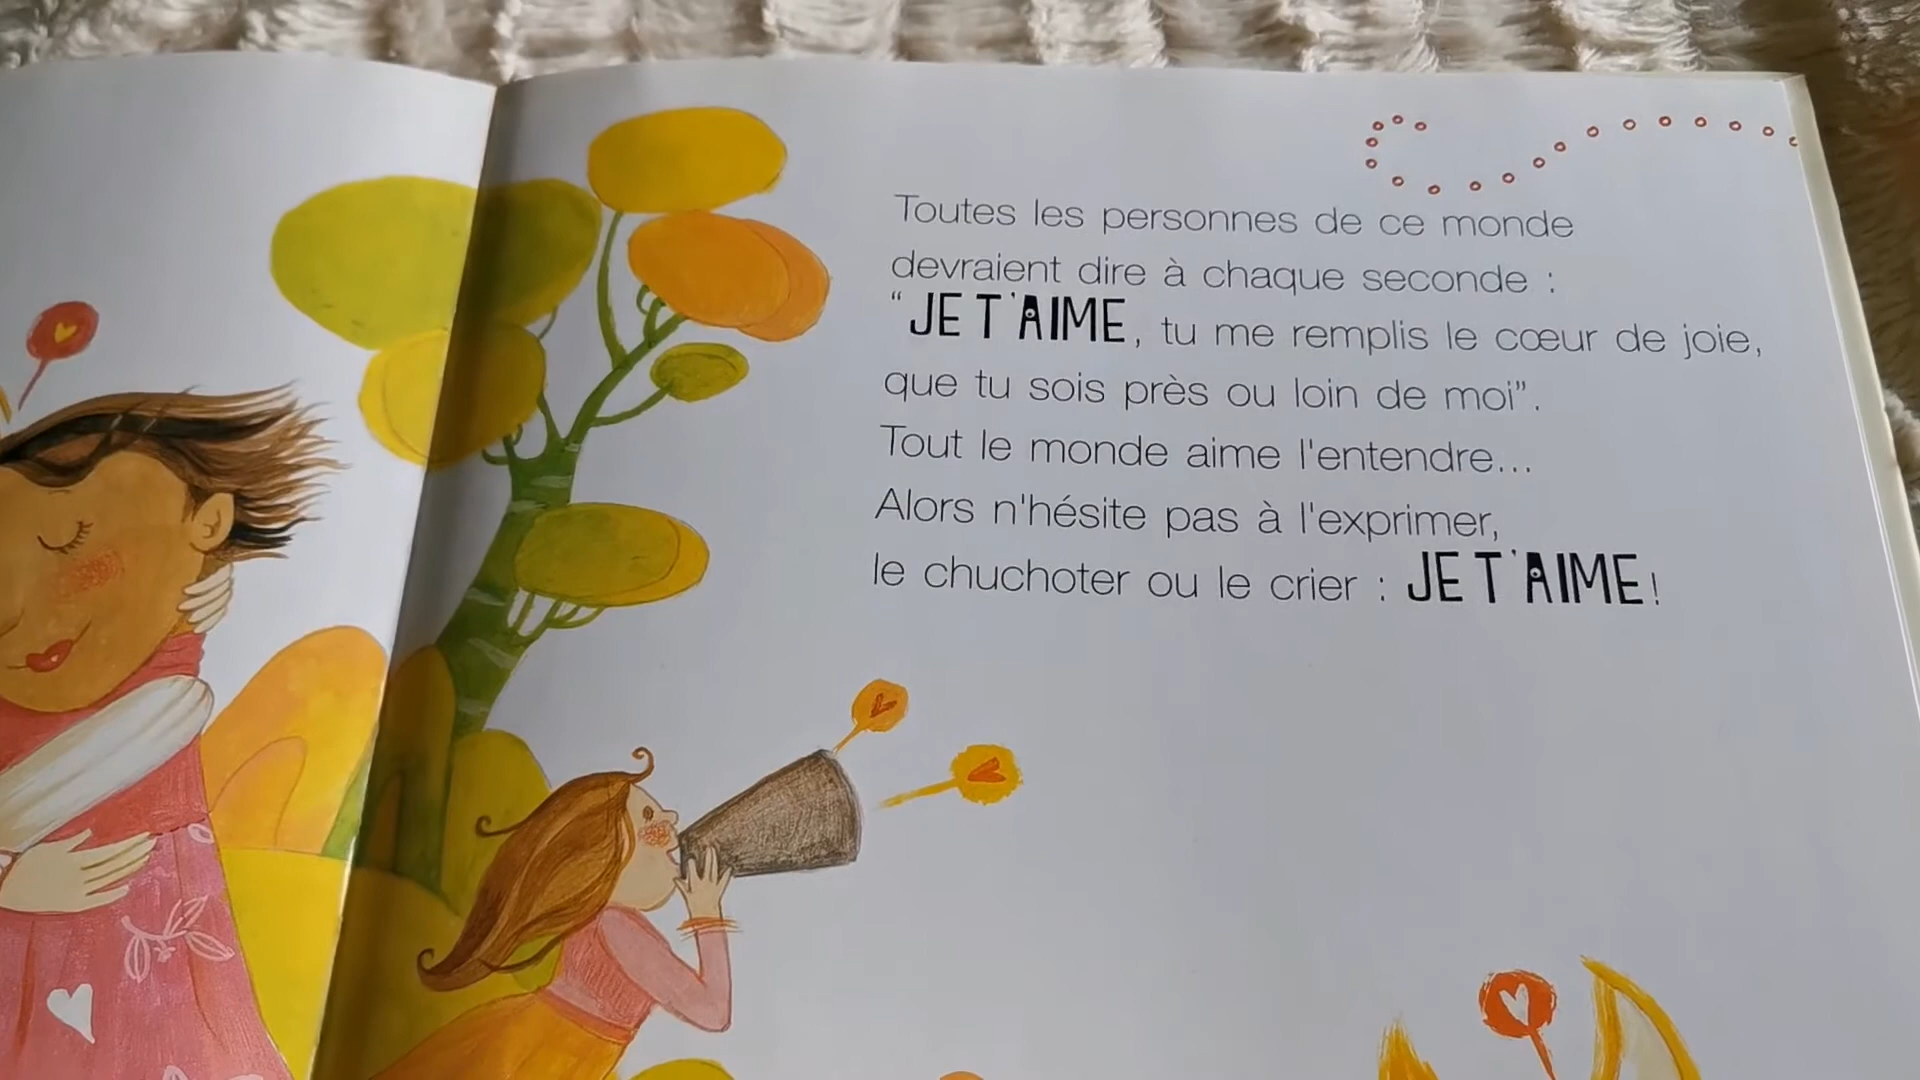 Toutes les personnes de ce monde
devraient dire à chaque seconde :
“JE T'AIME, tu me remplis le cœur de joie,
que tu sois près ou loin de moi”.
Tout le monde aime l'entendre...
Alors n'hésite pas à l'exprimer,
le chuchoter ou le crier : JE T'AIME!